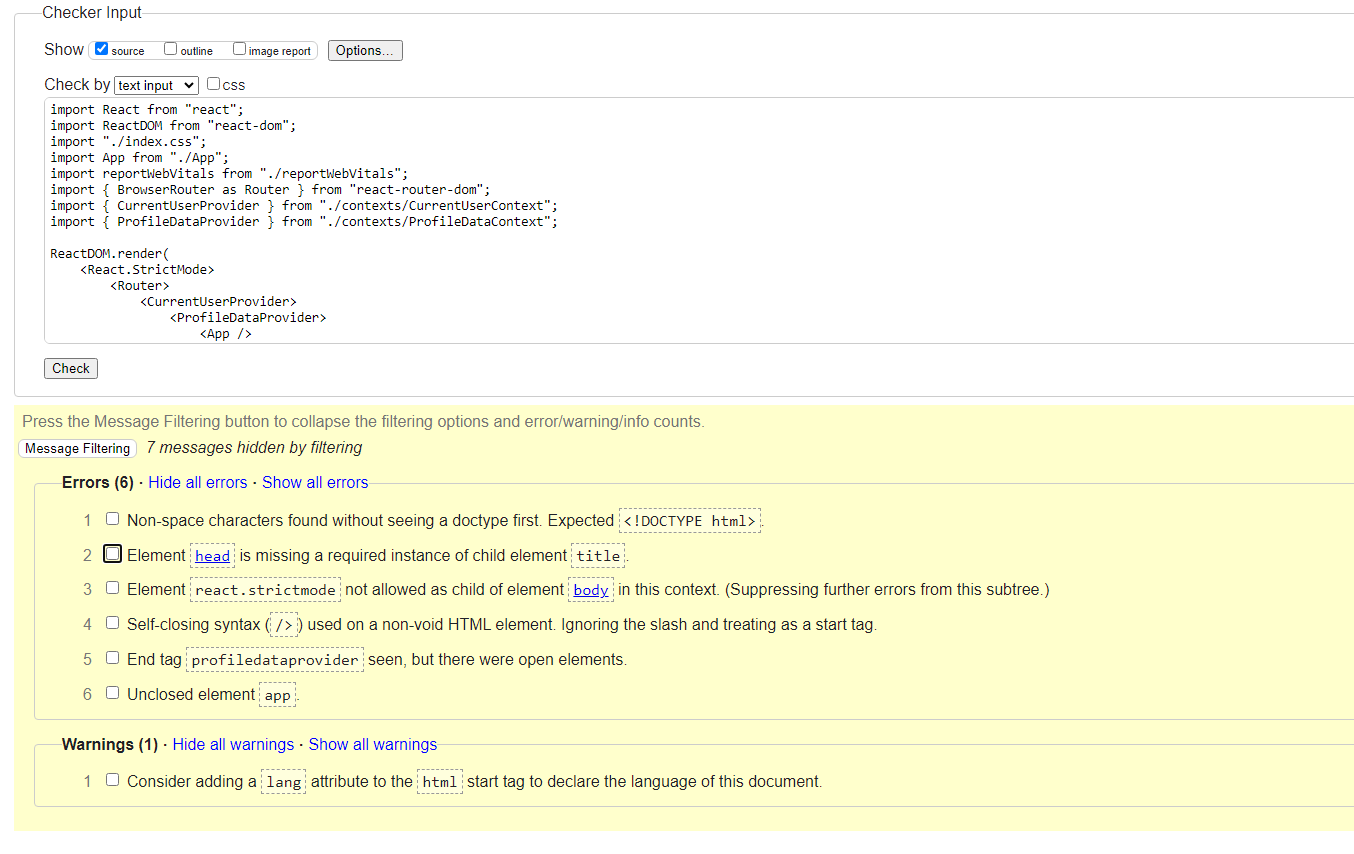 Checker Input
Show source outline image report Options...
Check by text input css
import React from "react";
import ReactDOM from "react-dom";
import "./index.css";
import App from "./App";
import reportWebVitals from "./reportWebVitals";
import { BrowserRouter as Router } from "react-router-dom";
import { CurrentUserProvider } from "./contexts/CurrentUserContext";
import { ProfileDataProvider } from "./contexts/ProfileDataContext";
ReactDOM.render(
<React.StrictMode>
<Router>
<CurrentUserProvider>
<ProfileDataProvider>
<App />
Check
Press the Message Filtering button to collapse the filtering options and error/warning/info counts.
Message Filtering 7 messages hidden by filtering
Errors (6) · Hide all errors · Show all errors
1 Non-space characters found without seeing a doctype first. Expected <!DOCTYPE html>.
2 Element head is missing a required instance of child element title.
3 Element react.strictmode not allowed as child of element body in this context. (Suppressing further errors from this subtree.)
4 Self-closing syntax (/>) used on a non-void HTML element. Ignoring the slash and treating as a start tag.
5 End tag profiledataprovider seen, but there were open elements.
6 Unclosed element app.
Warnings (1) · Hide all warnings · Show all warnings
1 Consider adding a lang attribute to the html start tag to declare the language of this document.